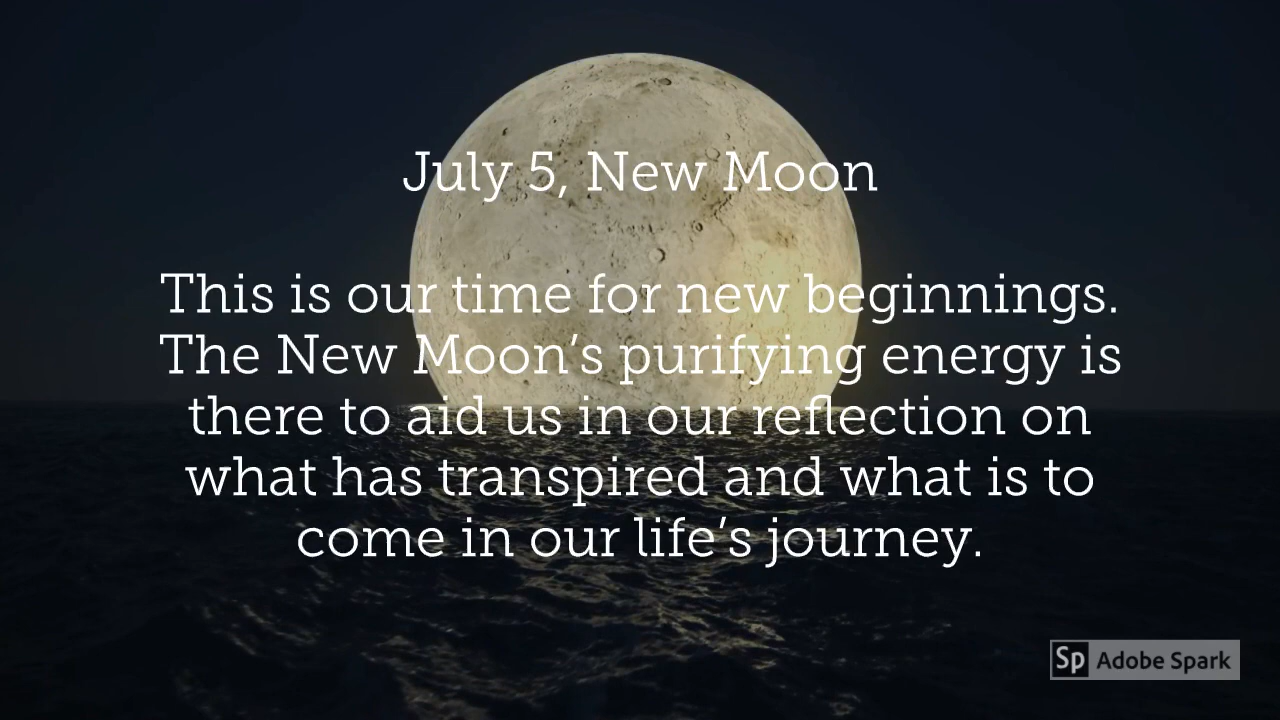 July 5, New Moon
This is our time for new beginnings.
The New Moon’s purifying energy is
there to aid us in our reflection on
what has transpired and what is to
come in our life’s journey.
Sp Adobe Spark